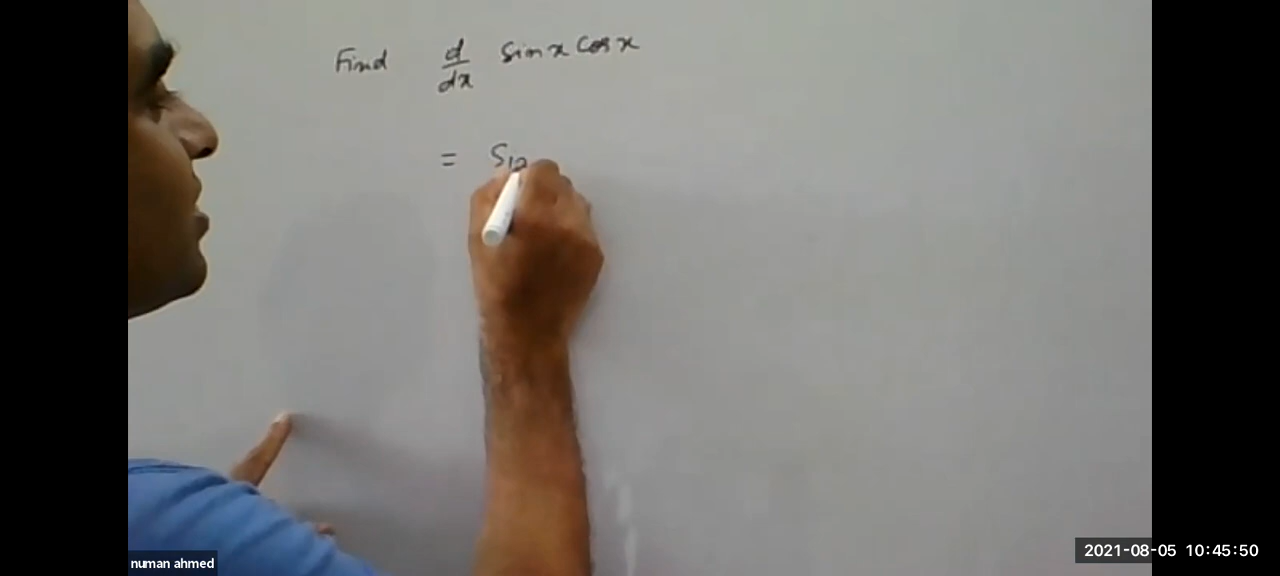 Find d/dx Sin x Cos x
= Sin
numan ahmed
2021-08-05 10:45:50